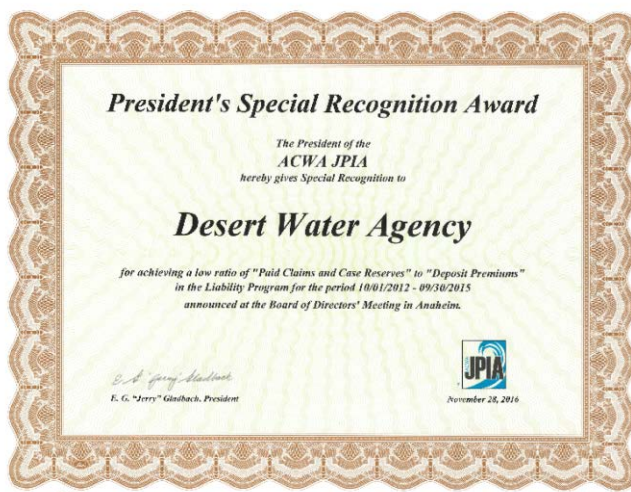 President's Special Recognition Award
The President of the
ACWA JPIA
hereby gives Special Recognition to
Desert Water Agency
for achieving a low ratio of "Paid Claims and Case Reserves" to "Deposit Premiums"
in the Liability Program for the period 10/01/2012 - 09/30/2015
announced at the Board of Directors' Meeting in Anaheim.
E. G. "Jerry" Gladbach
E. G. "Jerry" Gladbach, President
JPIA
November 28, 2016